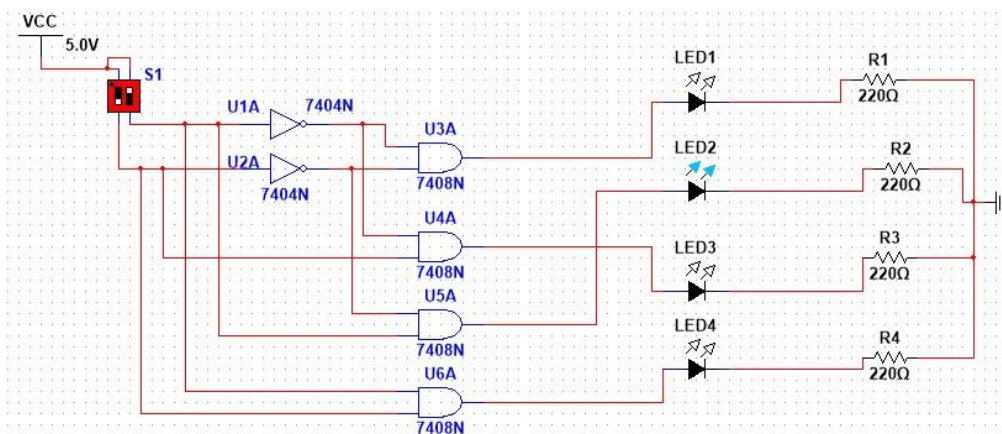 VCC
5.0V
S1
U1A
7404N
U2A
7404N
U3A
7408N
U4A
7408N
U5A
7408N
U6A
7408N
LED1
R1
220Ω
LED2
R2
220Ω
LED3
R3
220Ω
LED4
R4
220Ω